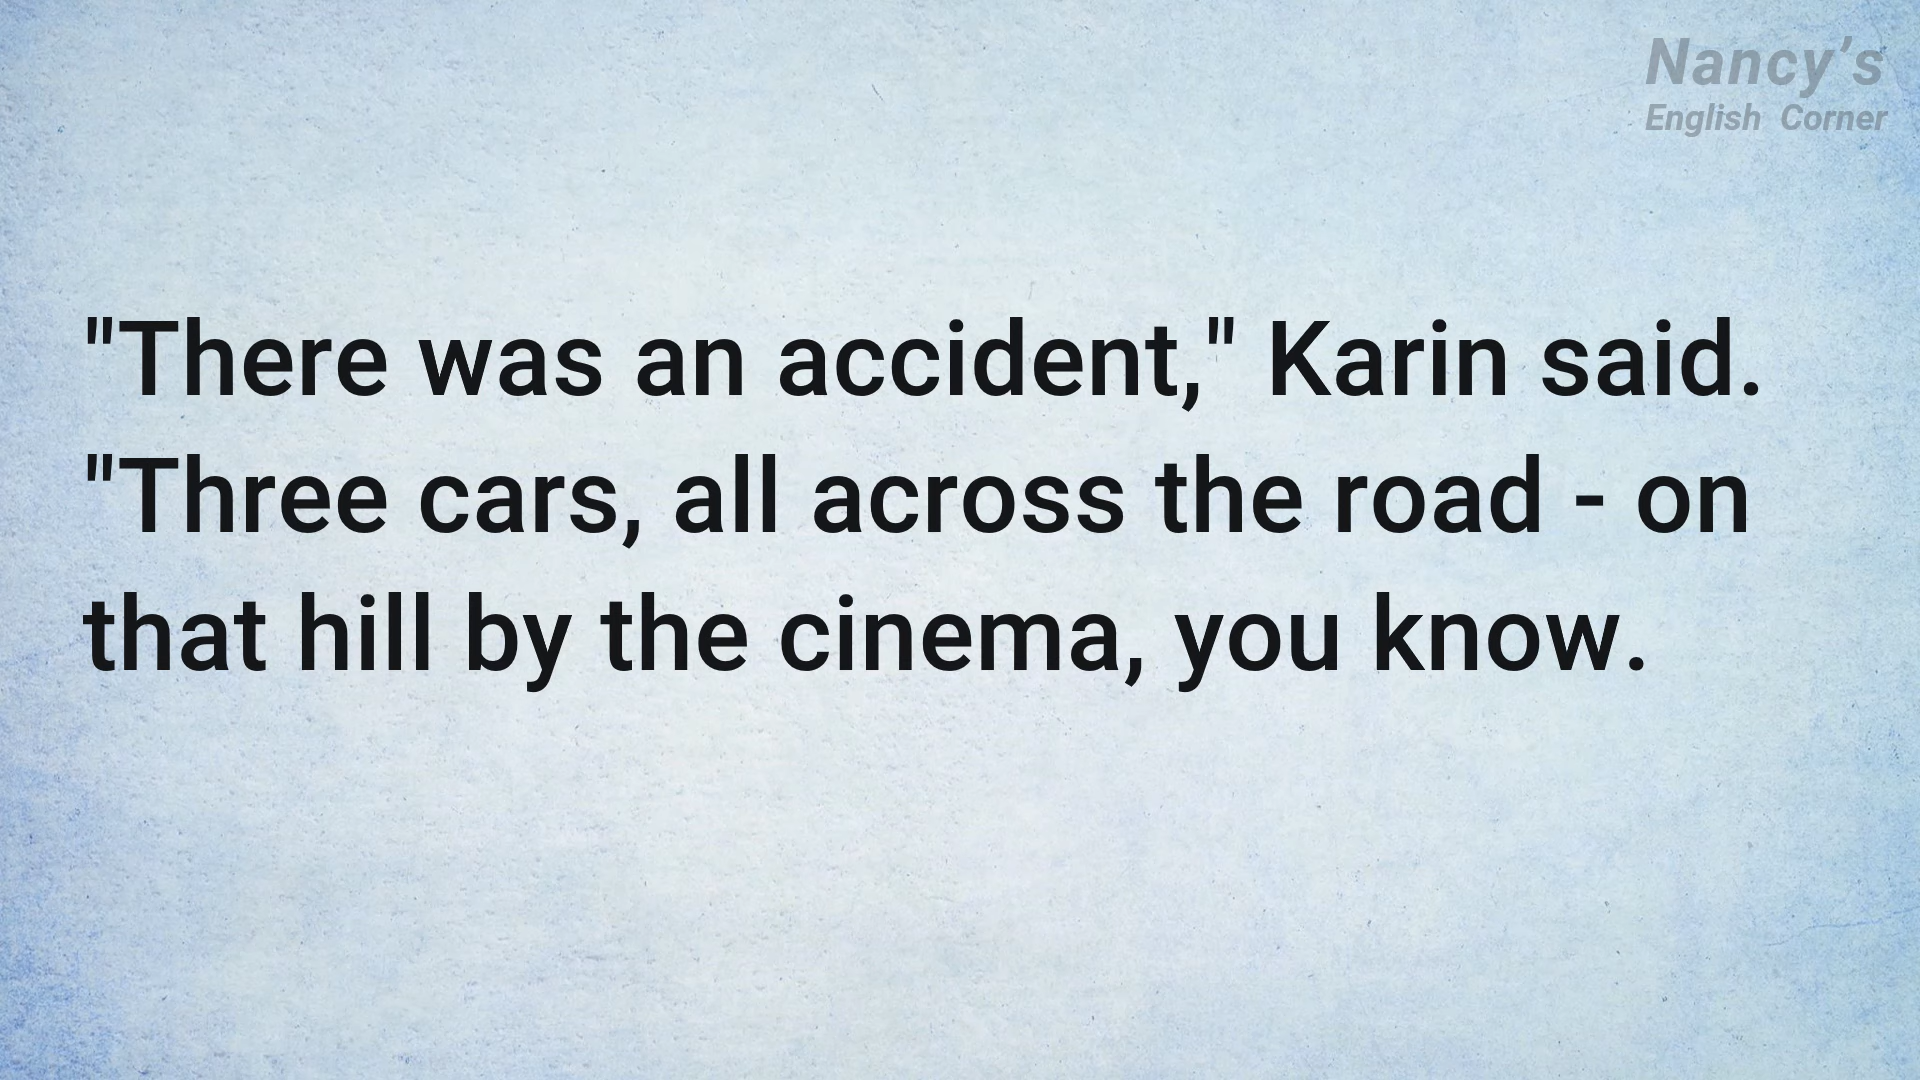 Nancy’s
English Corner
"There was an accident," Karin said.
"Three cars, all across the road - on
that hill by the cinema, you know.